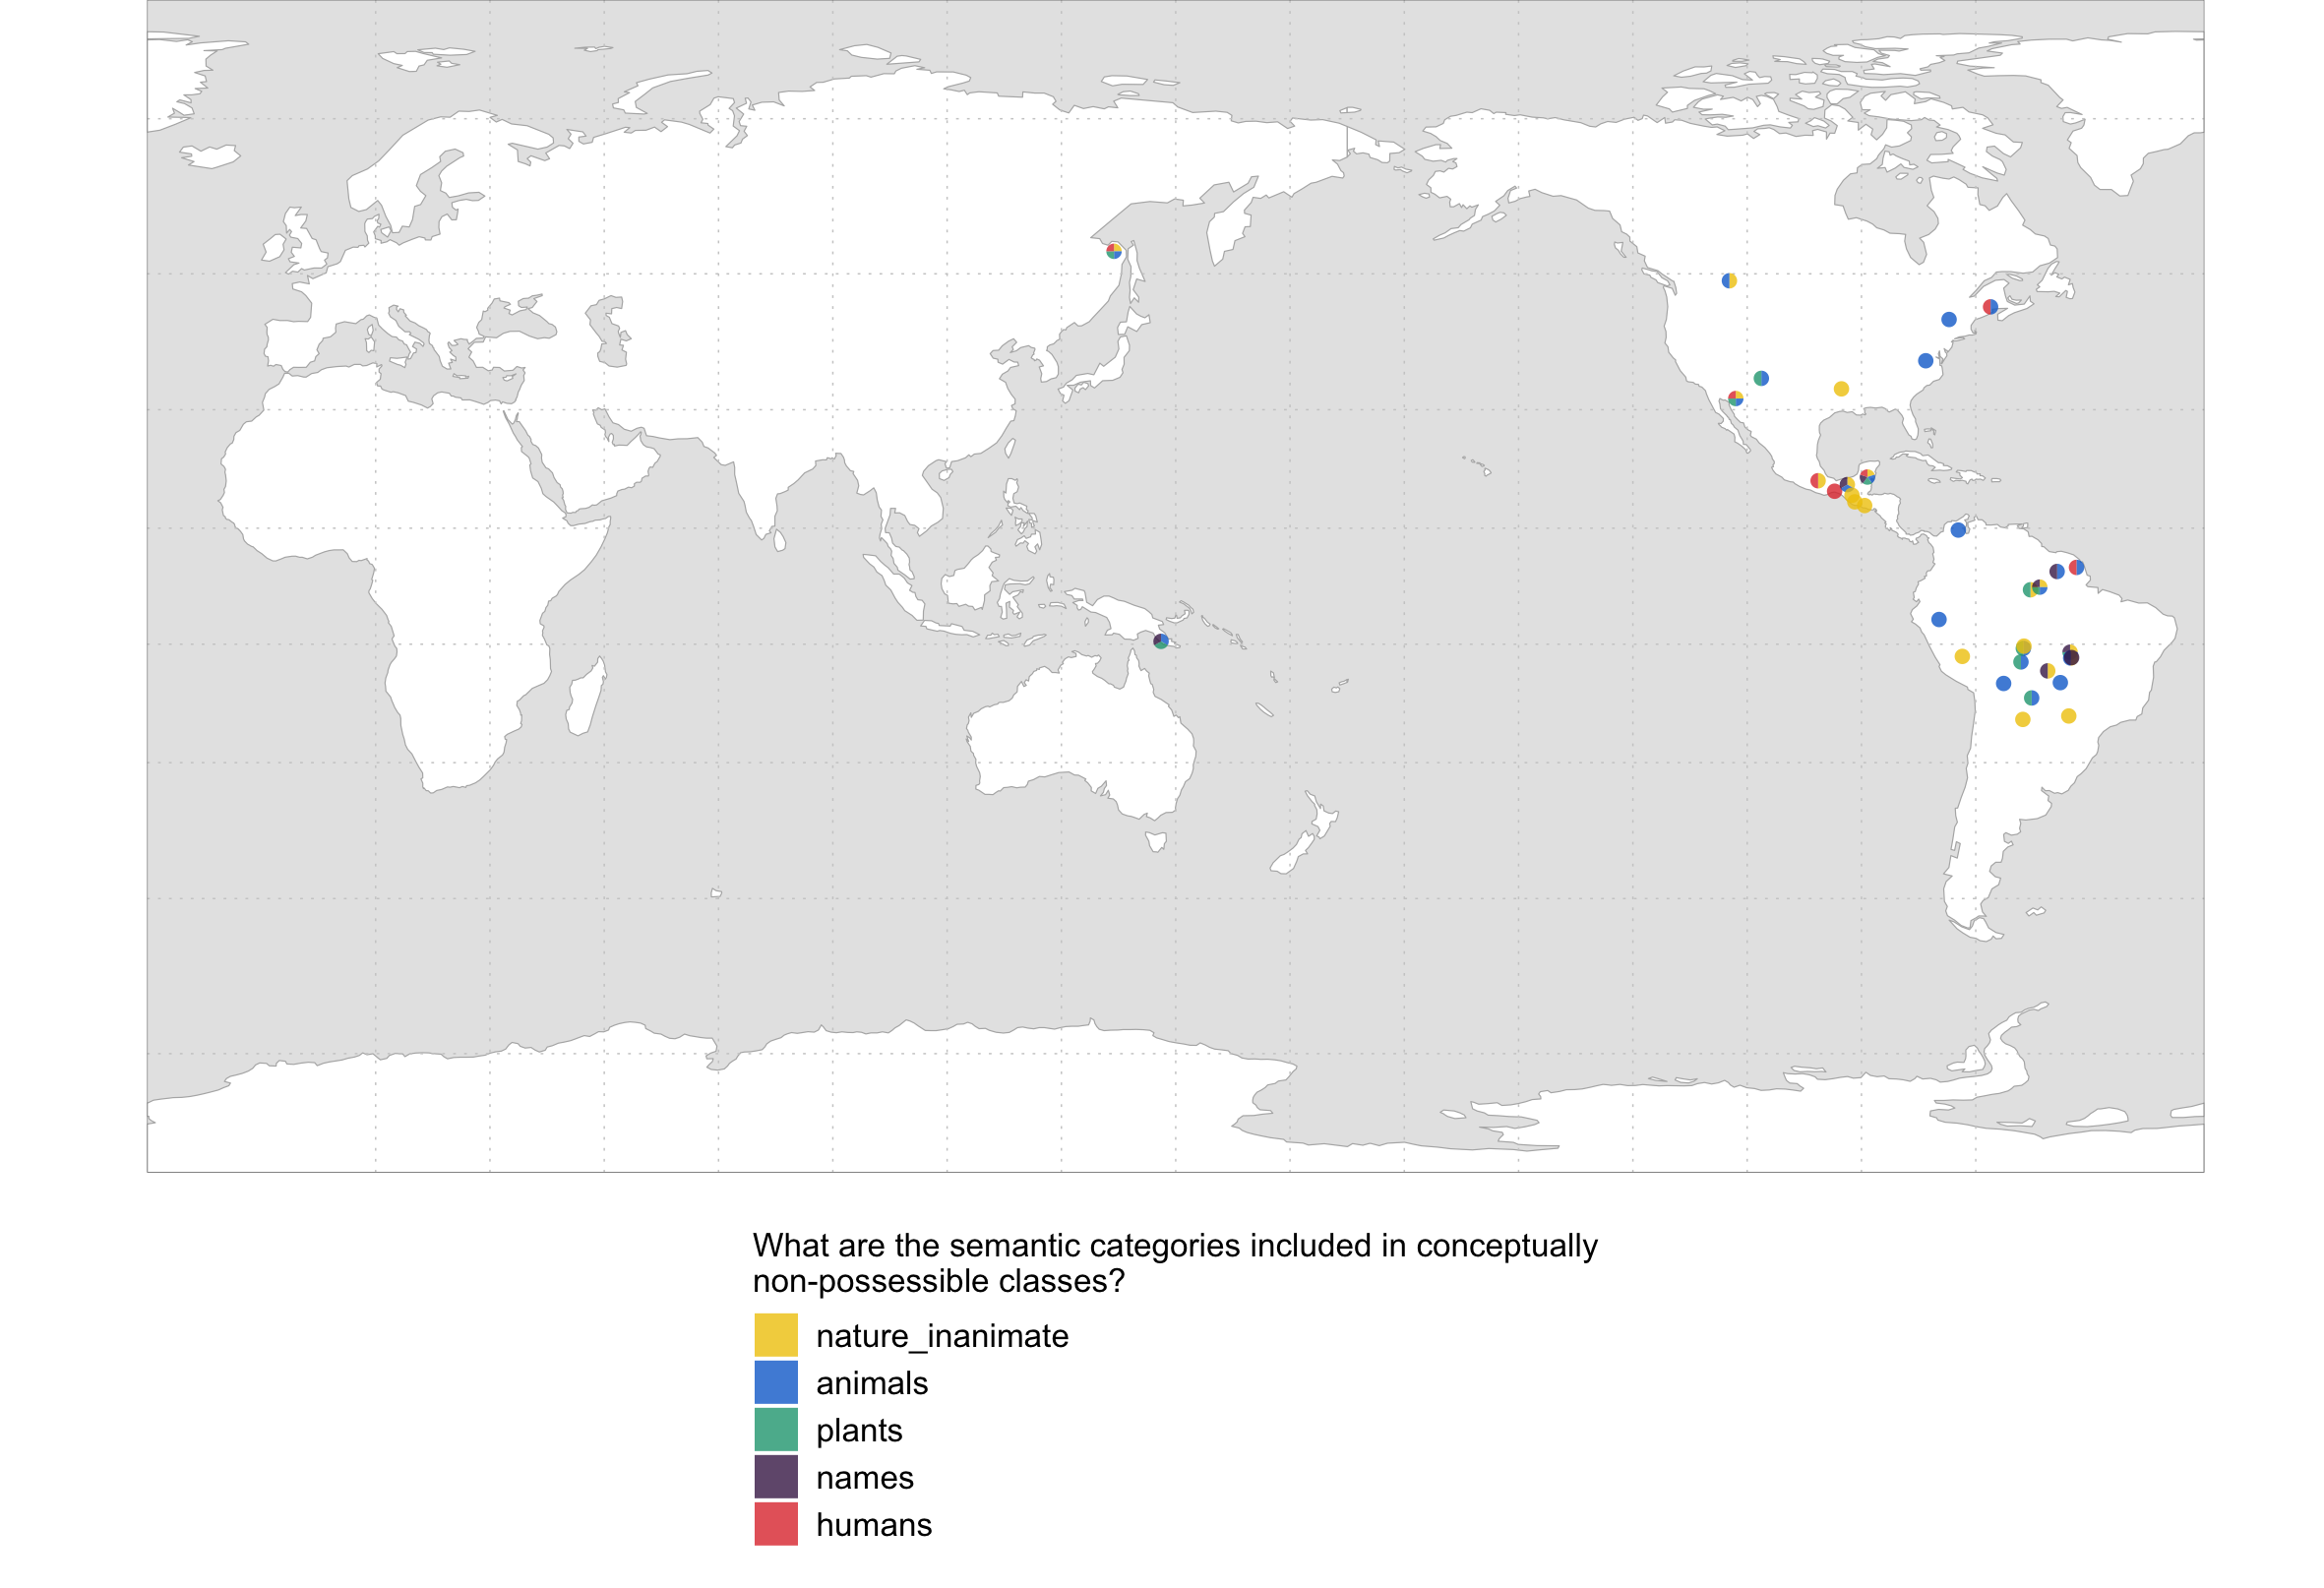 What are the semantic categories included in conceptually
non-possessible classes?
nature_inanimate
animals
plants
names
humans